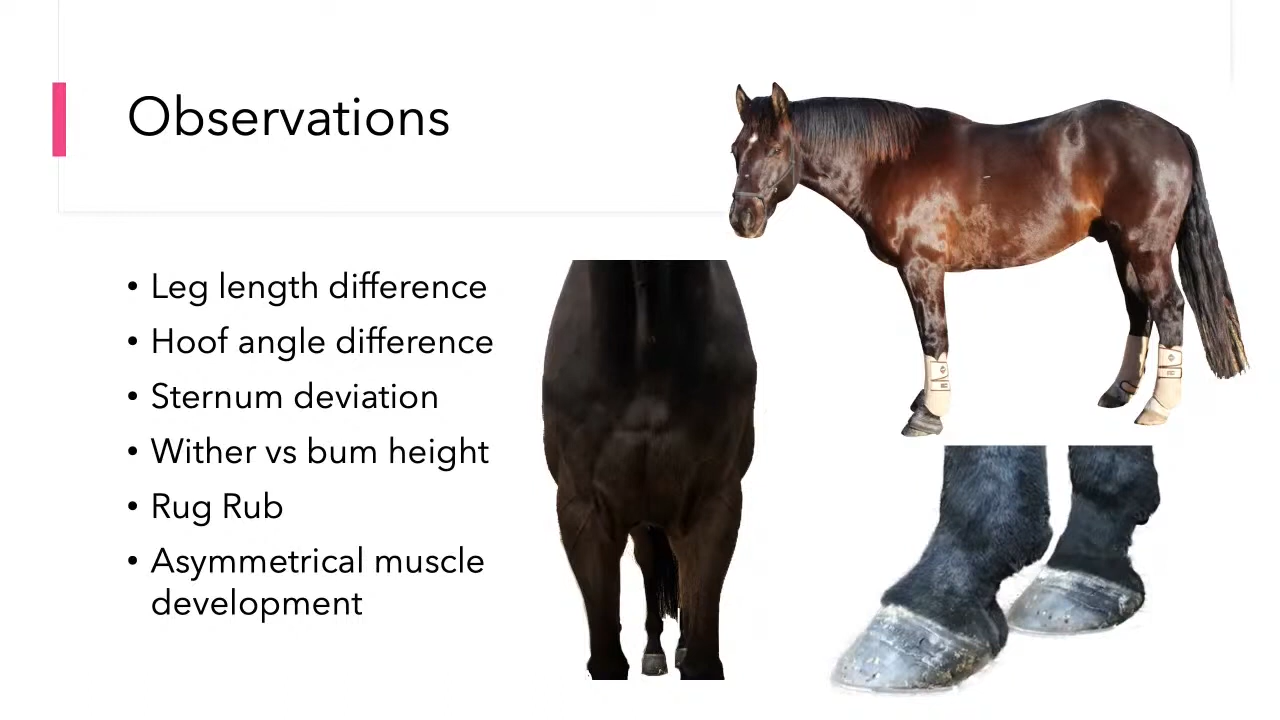 Observations
• Leg length difference
• Hoof angle difference
• Sternum deviation
• Wither vs bum height
• Rug Rub
• Asymmetrical muscle
development